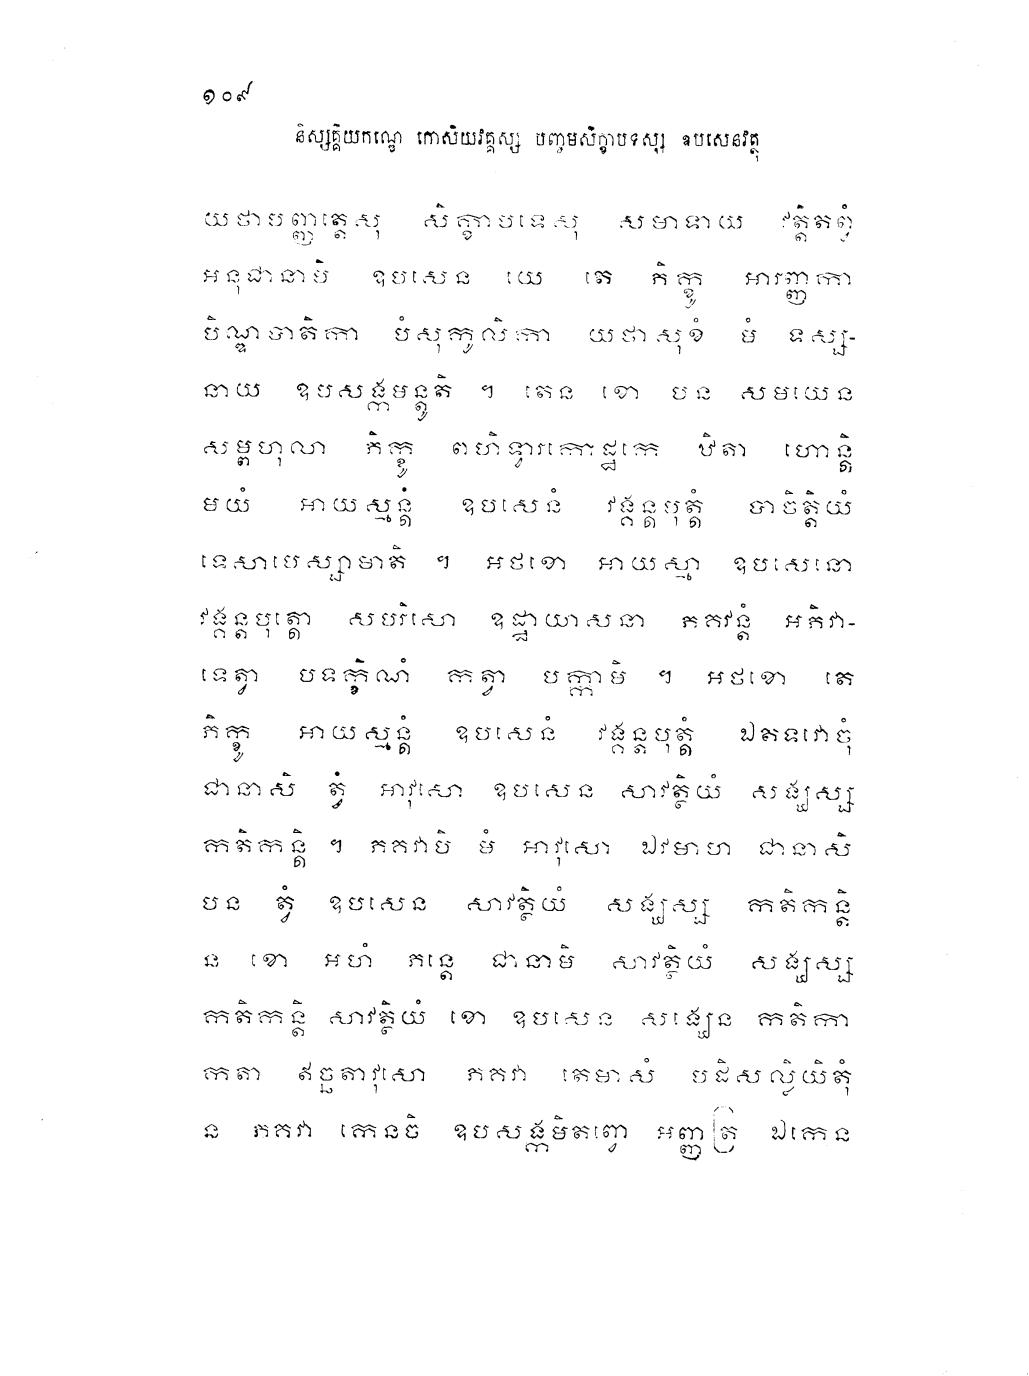 ១០៩
និស្សគ្គិយកណ្ឌេ កោសិយវគ្គស្ស បញ្ចមសិក្ខាបទស្ស ឧបសេនវត្ថុ
យថាបញ្ញត្តេសុ សិក្ខាបទេសុ សមាទាយ វត្តិតព្វំ
អនុជានាមិ ឧបសេន យេ តេ ភិក្ខូ អារញ្ញកា
បិណ្ឌបាតិកា បំសុកូលិកា យថាសុខំ មំ ទស្ស-
នាយ ឧបសង្កមន្តូតិ ។ តេន ខោ បន សមយេន
សម្ពហុលា ភិក្ខូ ពហិទ្វារកោដ្ឋកេ ឋិតា ហោន្តិ
មយំ អាយស្មន្តំ ឧបសេនំ វង្គន្តបុត្តំ បាចិត្តិយំ
ទេសាបេស្សាមាតិ ។ អថខោ អាយស្មា ឧបសេនោ
វង្គន្តបុត្តោ សបរិសោ ឧដ្ឋាយាសនា ភគវន្តំ អភិវា-
ទេត្វា បទក្ខិណំ កត្វា បក្កាមិ ។ អថខោ តេ
ភិក្ខូ អាយស្មន្តំ ឧបសេនំ វង្គន្តបុត្តំ ឯតទវោចុំ
ជានាសិ ត្វំ អាវុសោ ឧបសេន សាវត្ថិយំ សង្ឃស្ស
កតិកន្តិ ។ ភគវាបិ មំ អាវុសោ ឯវមាហ ជានាសិ
បន ត្វំ ឧបសេន សាវត្ថិយំ សង្ឃស្ស កតិកន្តិ
ន ខោ អហំ ភន្តេ ជានាមិ សាវត្ថិយំ សង្ឃស្ស
កតិកន្តិ សាវត្ថិយំ ខោ ឧបសេន សង្ឃេន កតិកា
កតា ឥច្ឆតាវុសោ ភគវា តេមាសំ បដិសល្លិយិតុំ
ន ភគវា កេនចិ ឧបសង្កមិតព្វោ អញ្ញត្រ ឯកេន